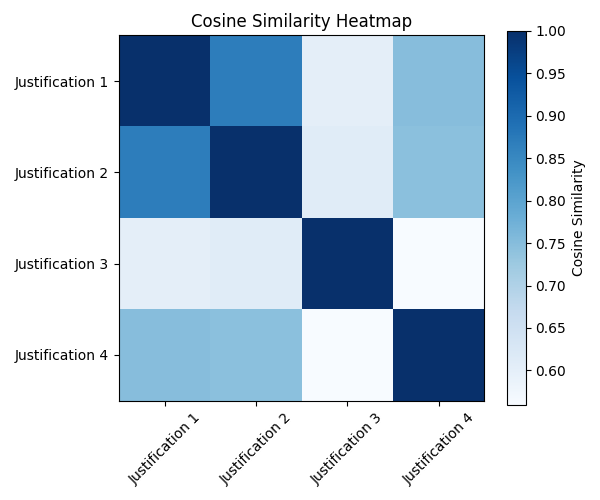 Cosine Similarity Heatmap
Justification 1
Justification 2
Justification 3
Justification 4
Justification 1
Justification 2
Justification 3
Justification 4
1.00
0.95
0.90
0.85
0.80
0.75
0.70
0.65
0.60
Cosine Similarity